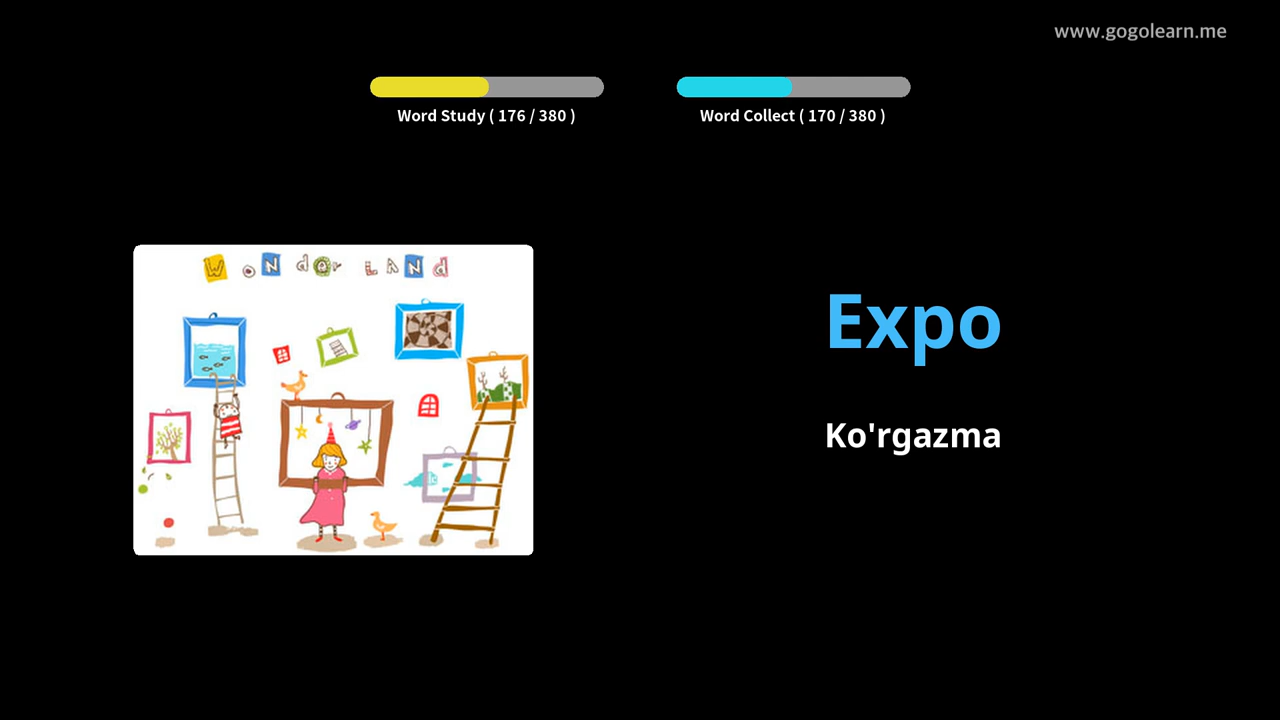 www.gogolearn.me
Word Study ( 176 / 380 )
Word Collect ( 170 / 380 )
WoNder LANd
Expo
Ko'rgazma